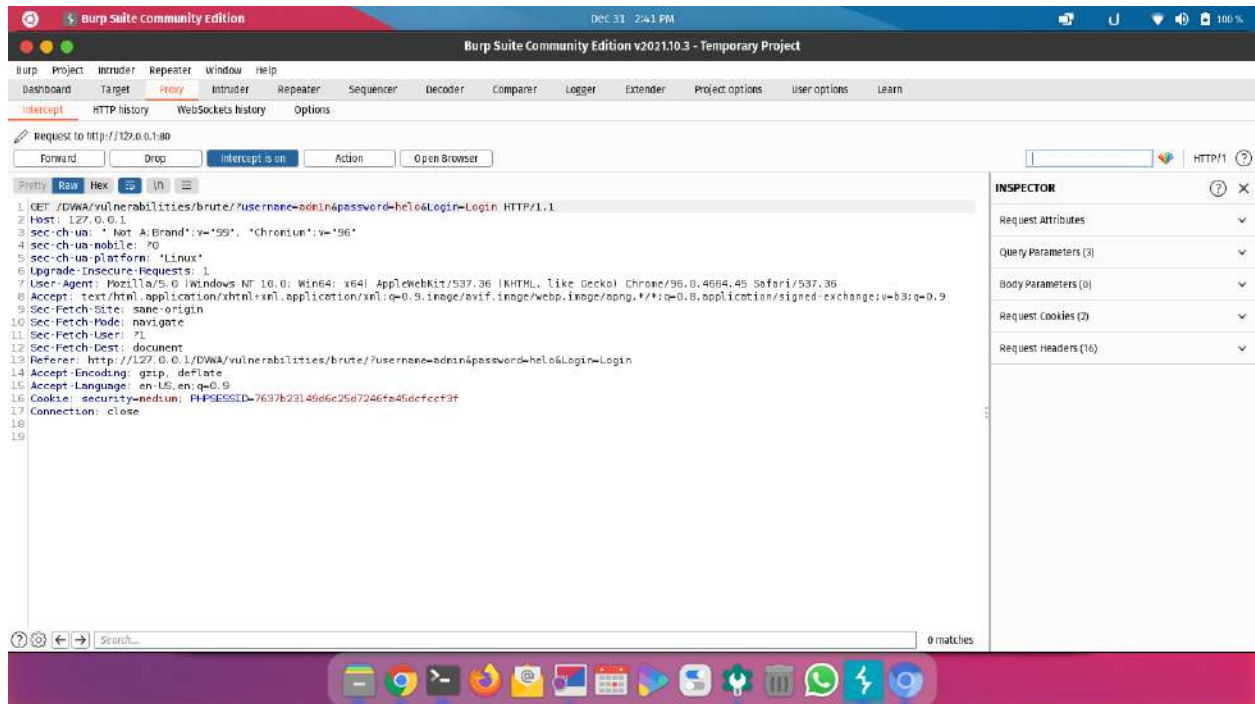 Burp Suite Community Edition
Dec 31 2:41 PM
100 %
Burp Suite Community Edition v2021.10.3 - Temporary Project
Burp Project Intruder Repeater Window Help
Dashboard Target Proxy Intruder Repeater Sequencer Decoder Comparer Logger Extender Project options User options Learn
Intercept HTTP history WebSockets history Options
Request to http://127.0.0.1:80
Forward Drop Intercept is on Action Open Browser HTTP/1 ?
Pretty Raw Hex \n
INSPECTOR
1 GET /DVWA/vulnerabilities/brute/?username=admin&password=helo&Login=Login HTTP/1.1
2 Host: 127.0.0.1
3 sec-ch-ua: " Not A;Brand";v="99", "Chromium";v="96"
4 sec-ch-ua-mobile: ?0
5 sec-ch-ua-platform: "Linux"
6 Upgrade-Insecure-Requests: 1
7 User-Agent: Mozilla/5.0 (Windows NT 10.0; Win64; x64) AppleWebKit/537.36 (KHTML, like Gecko) Chrome/96.0.4664.45 Safari/537.36
8 Accept: text/html,application/xhtml+xml,application/xml;q=0.9,image/avif,image/webp,image/apng,*/*;q=0.8,application/signed-exchange;v=b3;q=0.9
9 Sec-Fetch-Site: same-origin
10 Sec-Fetch-Mode: navigate
11 Sec-Fetch-User: ?1
12 Sec-Fetch-Dest: document
13 Referer: http://127.0.0.1/DVWA/vulnerabilities/brute/?username=admin&password=helo&Login=Login
14 Accept-Encoding: gzip, deflate
15 Accept-Language: en-US,en;q=0.9
16 Cookie: security=medium; PHPSESSID=7637b23149d6c25d7246fa45dcfccf3f
17 Connection: close
18
19
Request Attributes
Query Parameters (3)
Body Parameters (0)
Request Cookies (2)
Request Headers (16)
Search...
0 matches